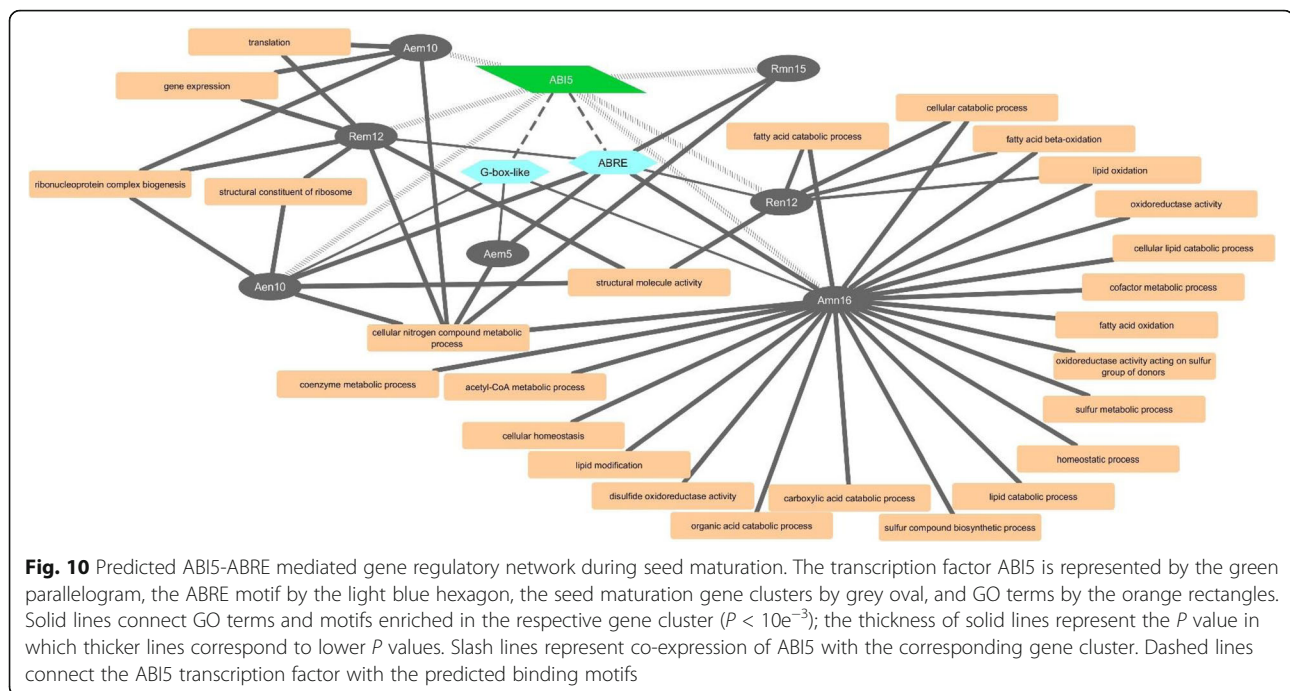 translation
Aem10
ABI5
Rmn15
gene expression
cellular catabolic process
Rem12
fatty acid catabolic process
fatty acid beta-oxidation
ABRE
G-box-like
lipid oxidation
ribonucleoprotein complex biogenesis
structural constituent of ribosome
Ren12
oxidoreductase activity
Aem5
cellular lipid catabolic process
structural molecule activity
Aen10
cofactor metabolic process
Amn16
fatty acid oxidation
cellular nitrogen compound metabolic
process
oxidoreductase activity acting on sulfur
group of donors
coenzyme metabolic process
acetyl-CoA metabolic process
sulfur metabolic process
cellular homeostasis
homeostatic process
lipid modification
disulfide oxidoreductase activity
carboxylic acid catabolic process
lipid catabolic process
organic acid catabolic process
sulfur compound biosynthetic process
Fig. 10 Predicted ABI5-ABRE mediated gene regulatory network during seed maturation. The transcription factor ABI5 is represented by the green
parallelogram, the ABRE motif by the light blue hexagon, the seed maturation gene clusters by grey oval, and GO terms by the orange rectangles.
Solid lines connect GO terms and motifs enriched in the respective gene cluster (P < 10e−3); the thickness of solid lines represent the P value in
which thicker lines correspond to lower P values. Slash lines represent co-expression of ABI5 with the corresponding gene cluster. Dashed lines
connect the ABI5 transcription factor with the predicted binding motifs